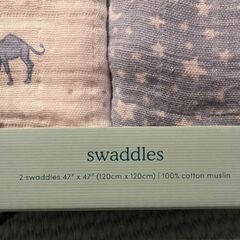 swaddles
2 swaddles 47" x 47" (120cm x 120cm) | 100% cotton muslin